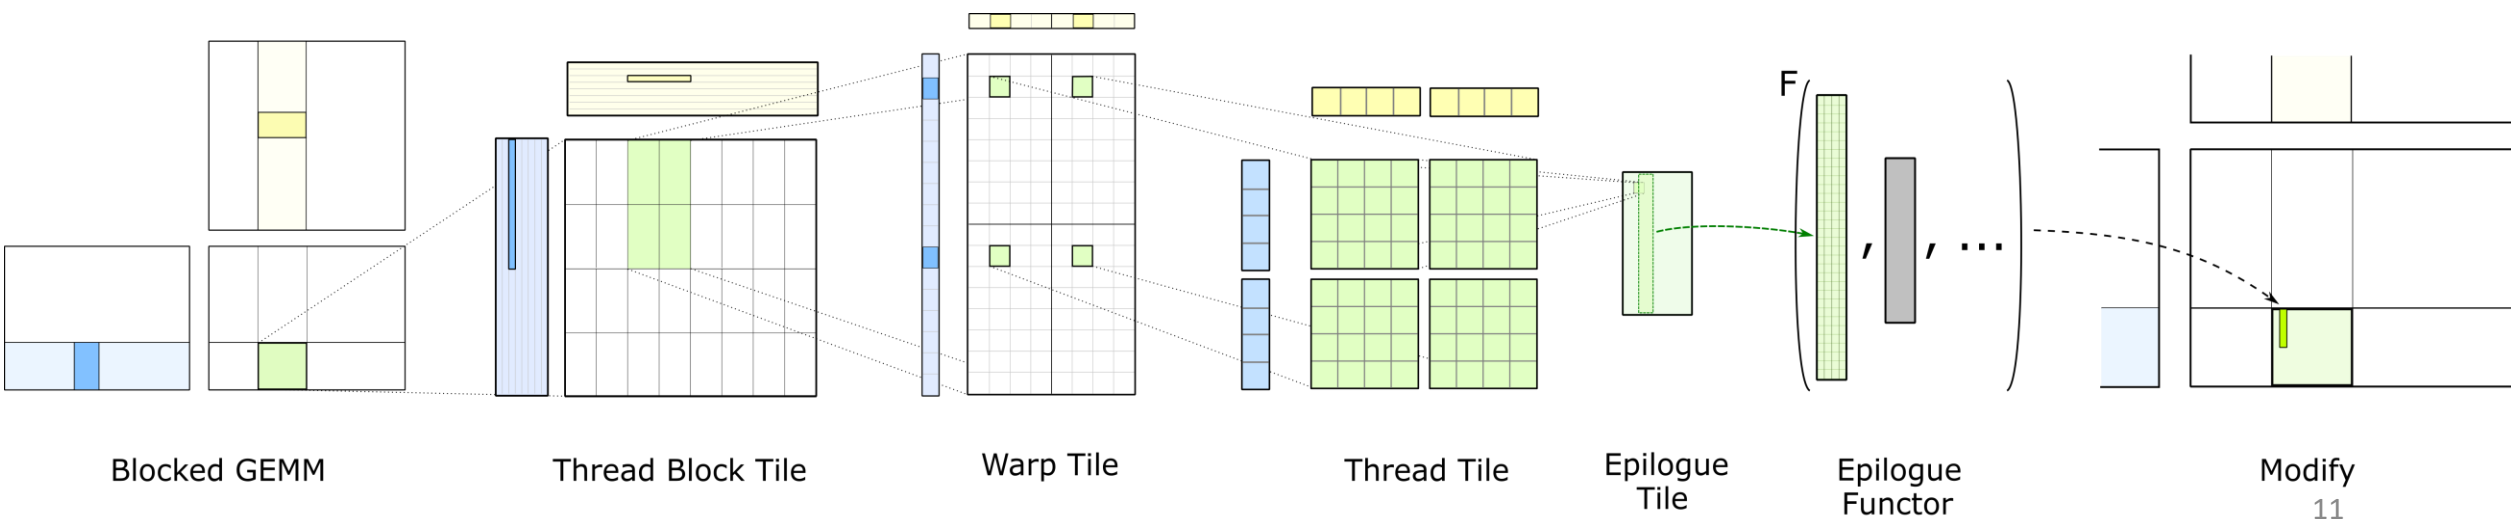 F
, , ...
Blocked GEMM
Thread Block Tile
Warp Tile
Thread Tile
Epilogue
Tile
Epilogue
Functor
Modify
11